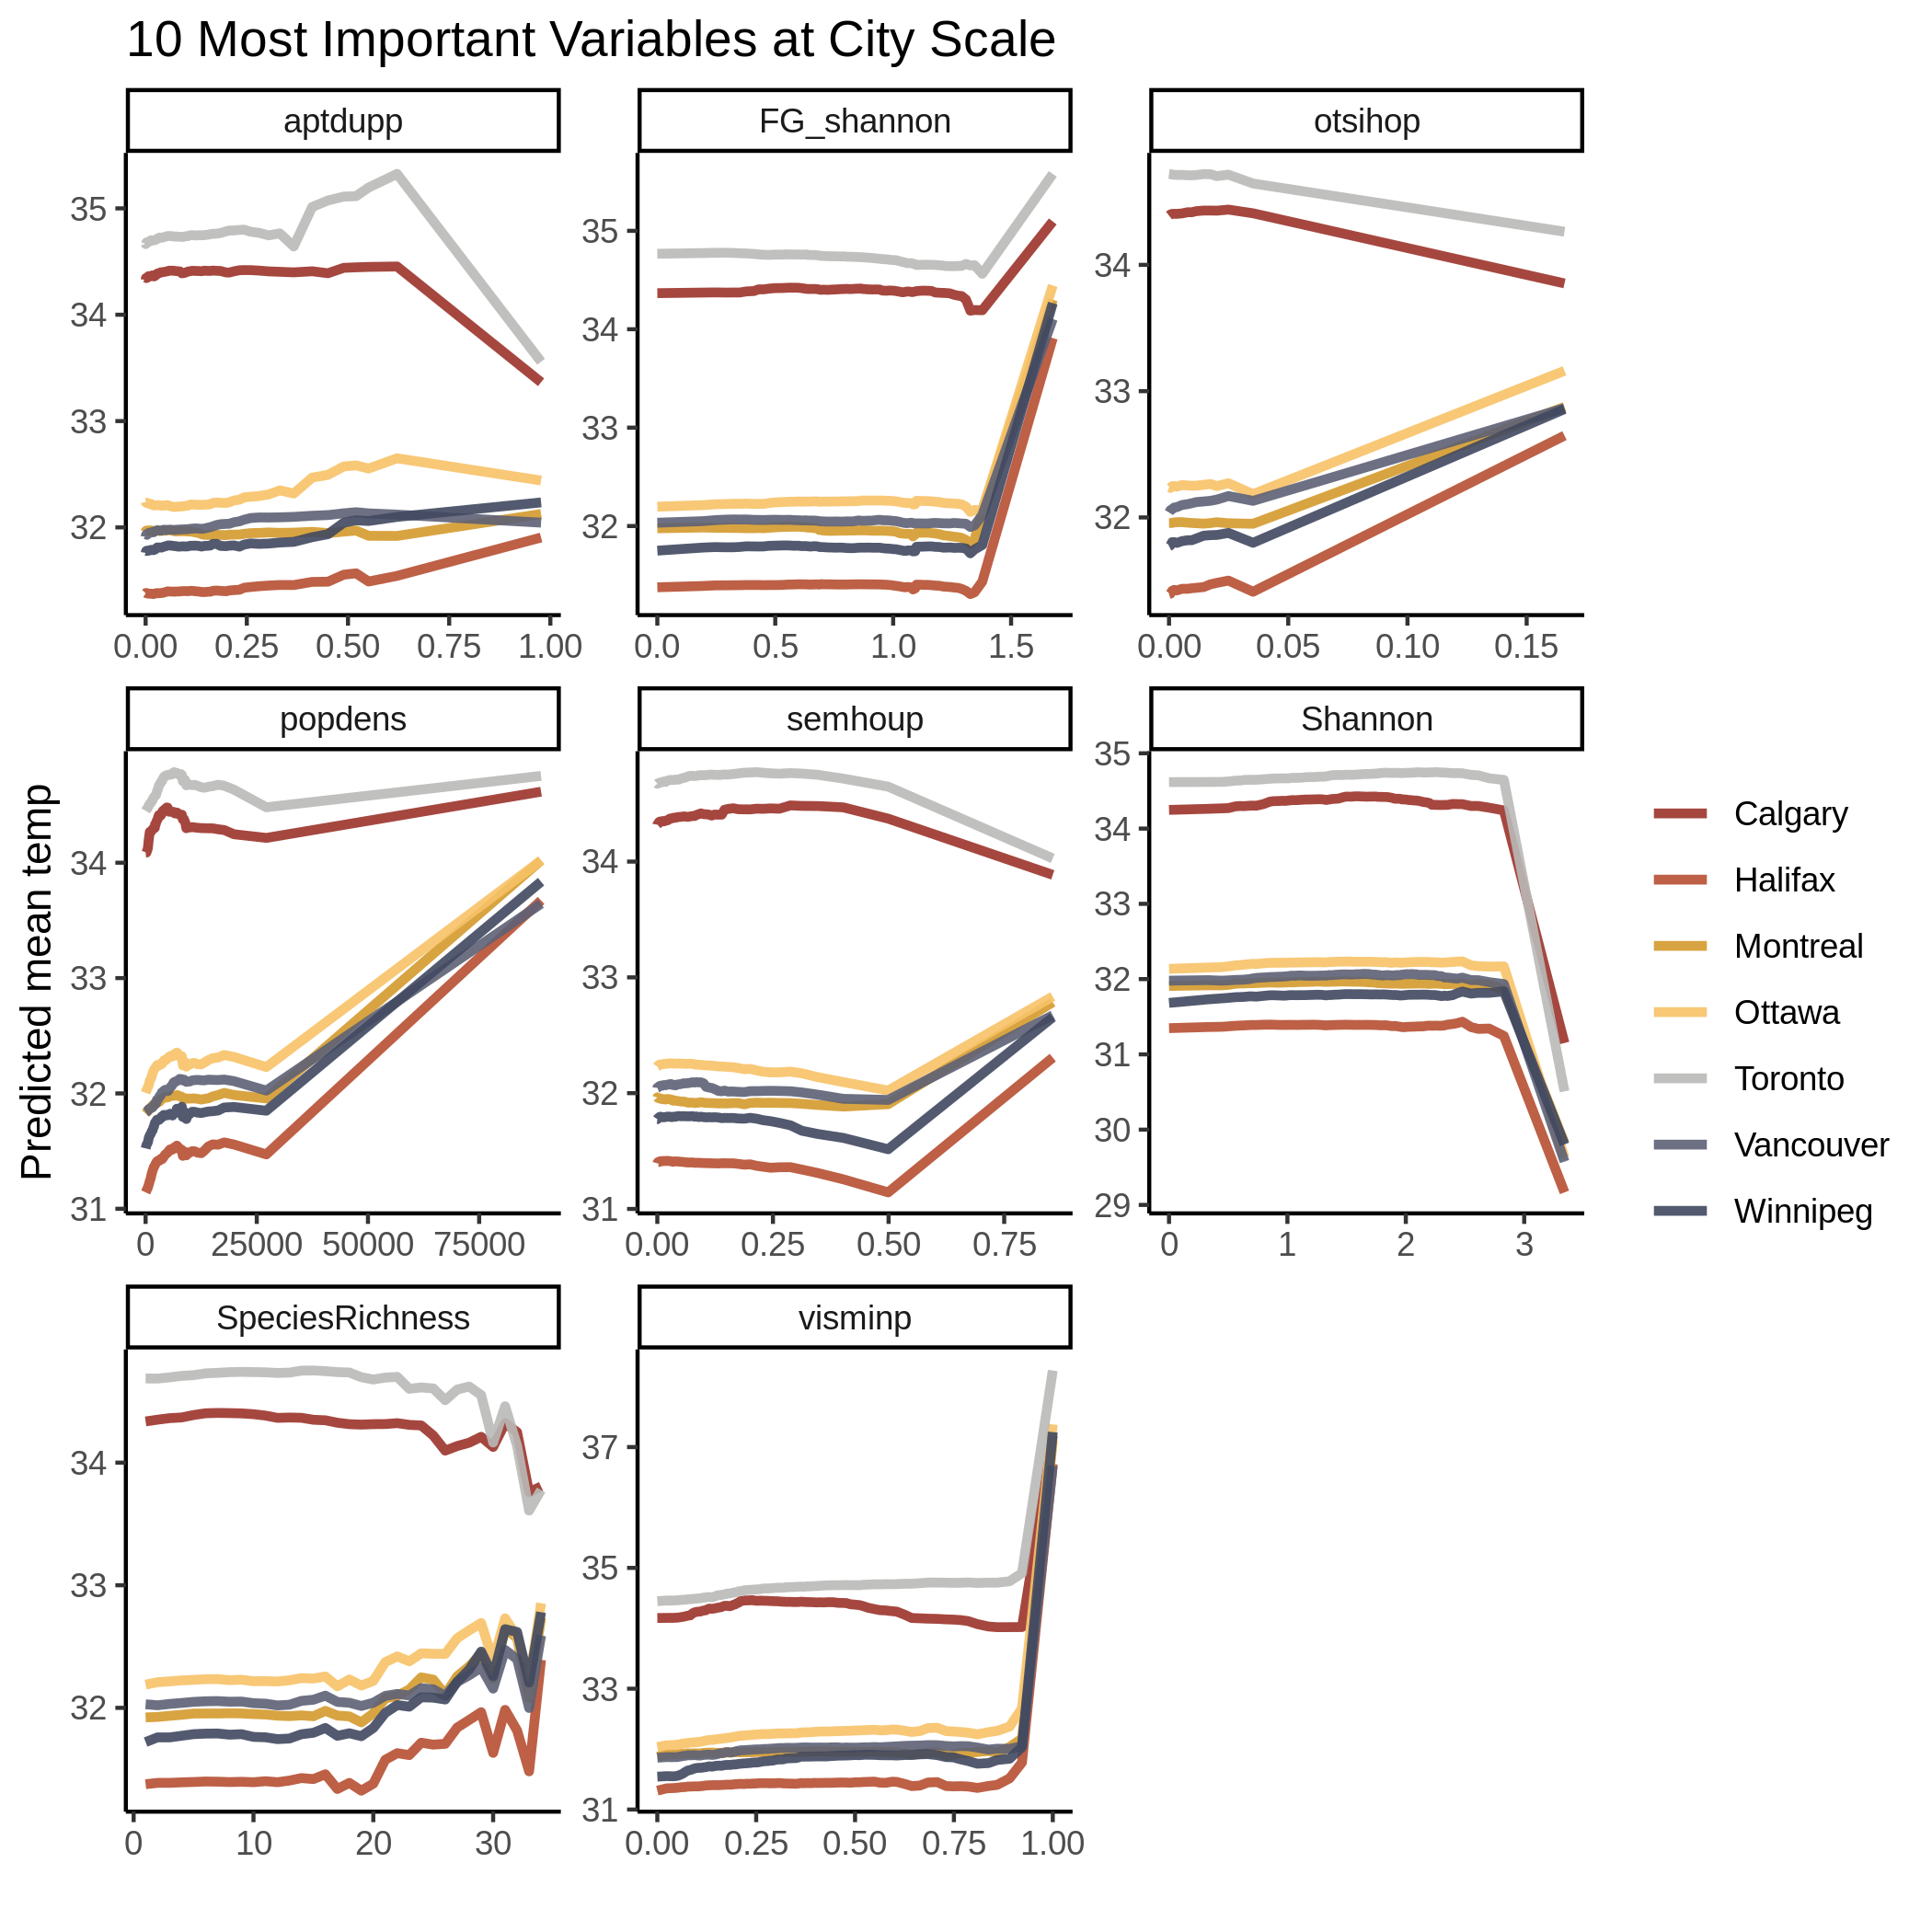 10 Most Important Variables at City Scale
aptdupp
FG_shannon
otsihop
35
34
33
32
0.00 0.25 0.50 0.75 1.00
35
34
33
32
0.0 0.5 1.0 1.5
34
33
32
0.00 0.05 0.10 0.15
Predicted mean temp
popdens
semhoup
Shannon
34
33
32
31
0 25000 50000 75000
34
33
32
31
0.00 0.25 0.50 0.75
35
34
33
32
31
30
29
0 1 2 3
SpeciesRichness
visminp
34
33
32
0 10 20 30
37
35
33
31
0.00 0.25 0.50 0.75 1.00
Calgary
Halifax
Montreal
Ottawa
Toronto
Vancouver
Winnipeg